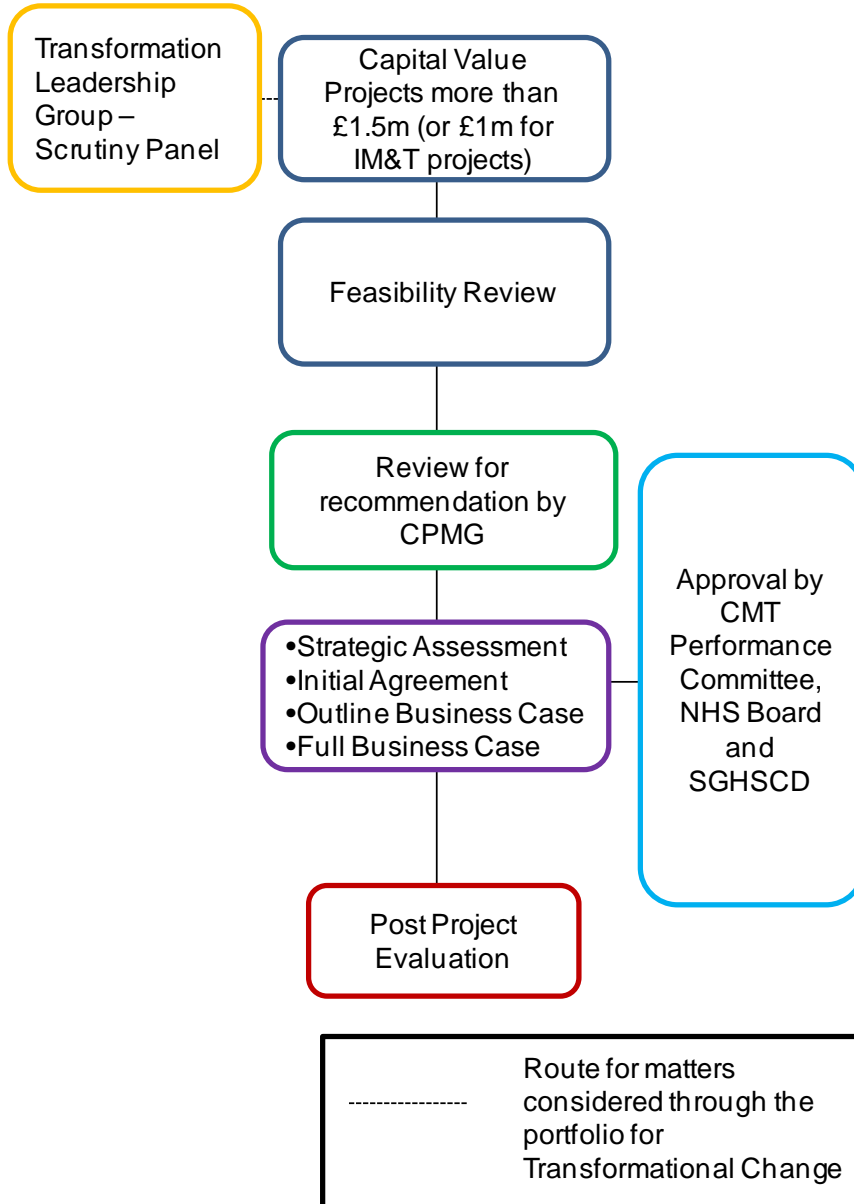 Transformation
Leadership
Group –
Scrutiny Panel
Capital Value
Projects more than
£1.5m (or £1m for
IM&T projects)
Feasibility Review
Review for
recommendation by
CPMG
•Strategic Assessment
•Initial Agreement
•Outline Business Case
•Full Business Case
Approval by
CMT
Performance
Committee,
NHS Board
and
SGHSCD
Post Project
Evaluation
Route for matters
considered through the
portfolio for
Transformational Change